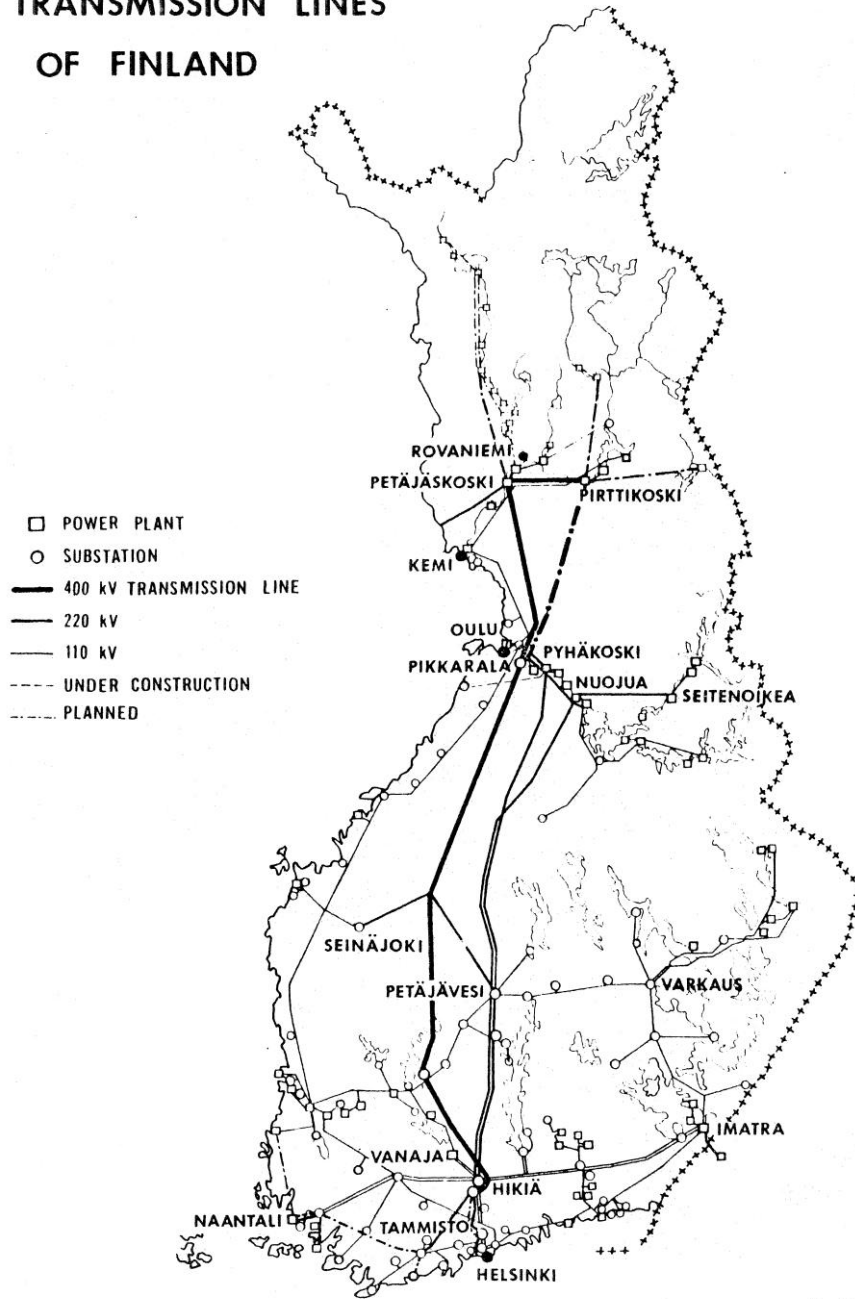 TRANSMISSION LINES
OF FINLAND
ROVANIEMI
PETÄJÄSKOSKI
PIRTTIKOSKI
POWER PLANT
SUBSTATION
400 kV TRANSMISSION LINE
220 kV
110 kV
UNDER CONSTRUCTION
PLANNED
KEMI
OULU
PYHÄKOSKI
PIKKARALA
NUOJUA
SEITENOIKEA
SEINÄJOKI
PETÄJÄVESI
VARKAUS
IMATRA
VANAJA
HIKIÄ
NAANTALI
TAMMISTO
HELSINKI